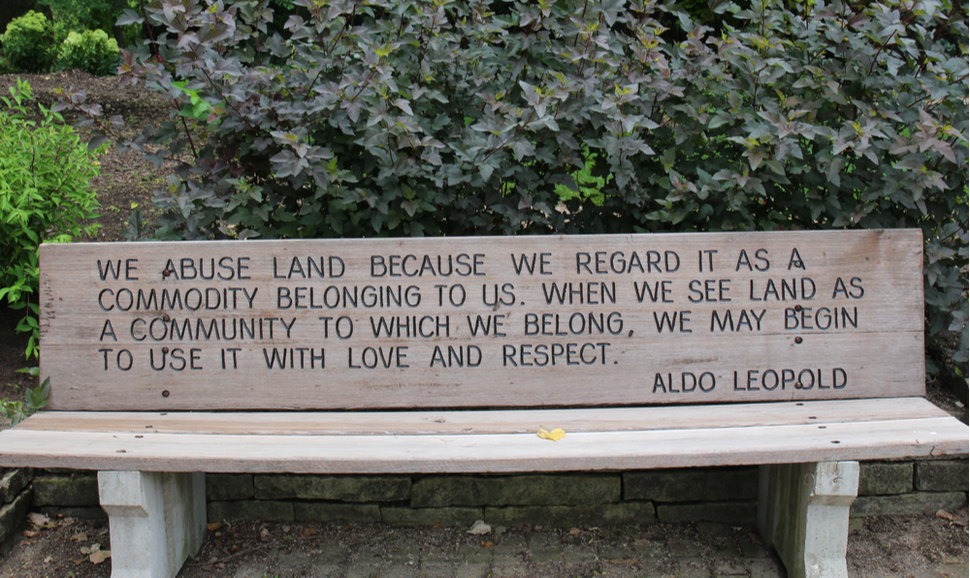 WE ABUSE LAND BECAUSE WE REGARD IT AS A
COMMODITY BELONGING TO US. WHEN WE SEE LAND AS
A COMMUNITY TO WHICH WE BELONG, WE MAY BEGIN
TO USE IT WITH LOVE AND RESPECT.
ALDO LEOPOLD